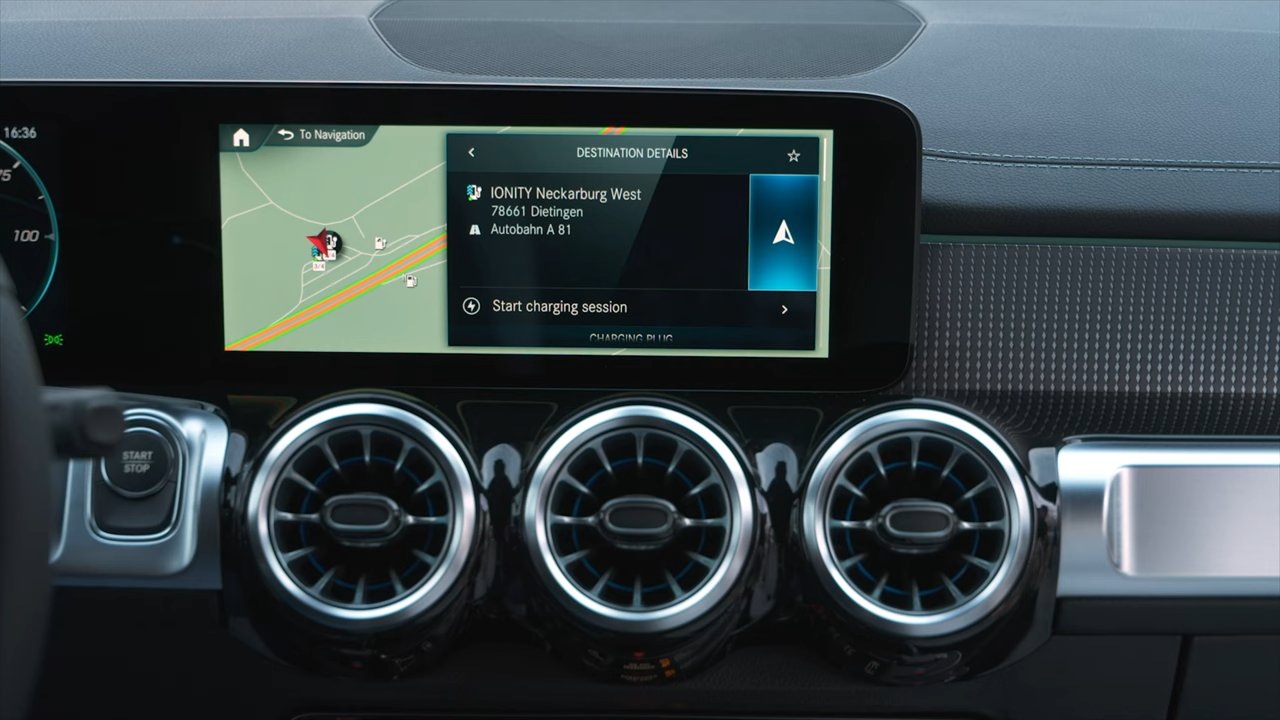 16:36
75
100
To Navigation
DESTINATION DETAILS
IONITY Neckarburg West
78661 Dietingen
Autobahn A 81
Start charging session
CHARGING PLUG
START
STOP